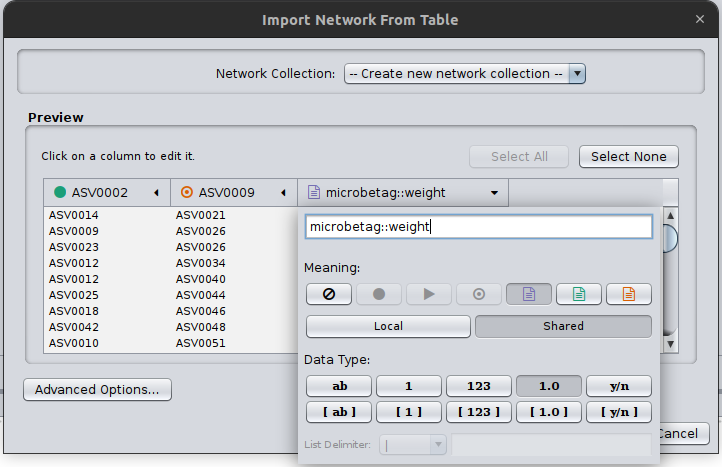 Import Network From Table
Network Collection: -- Create new network collection --
Preview
Click on a column to edit it.
Select All
Select None
ASV0002 ASV0009 microbetag::weight
ASV0014 ASV0021
ASV0009 ASV0026
ASV0023 ASV0026
ASV0012 ASV0034
ASV0012 ASV0040
ASV0025 ASV0044
ASV0018 ASV0046
ASV0042 ASV0048
ASV0010 ASV0051
microbetag::weight
Meaning:
Local Shared
Data Type:
ab 1 123 1.0 y/n
[ ab ] [ 1 ] [ 123 ] [ 1.0 ] [ y/n ]
List Delimiter: |
Advanced Options...
Cancel